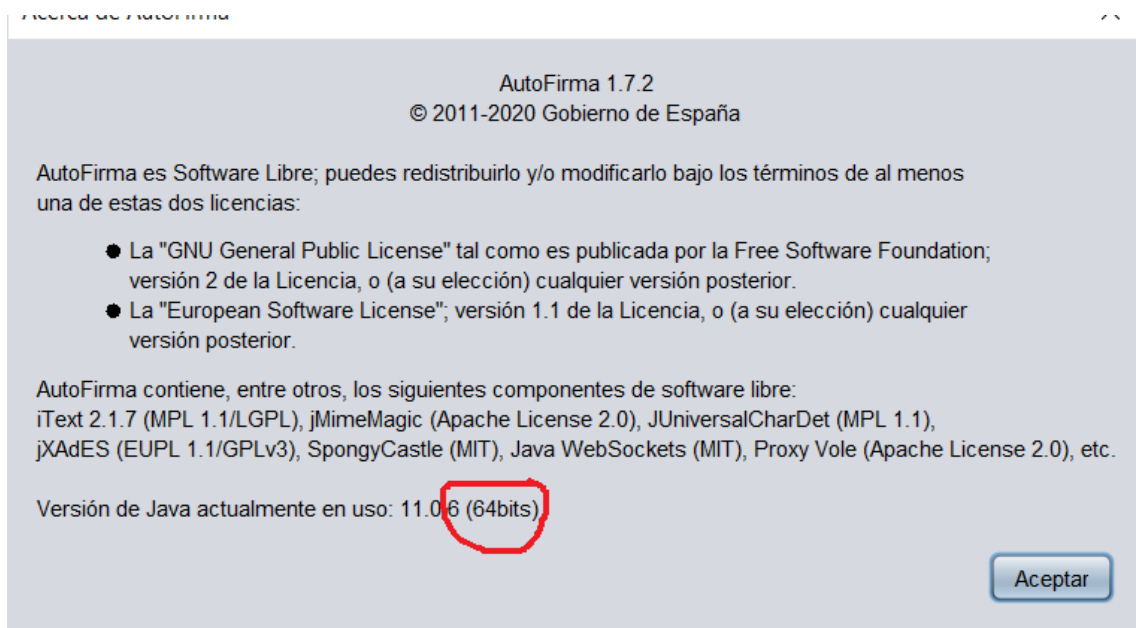 Acerca de AutoFirma
AutoFirma 1.7.2
© 2011-2020 Gobierno de España
AutoFirma es Software Libre; puedes redistribuirlo y/o modificarlo bajo los términos de al menos
una de estas dos licencias:
● La "GNU General Public License" tal como es publicada por la Free Software Foundation;
versión 2 de la Licencia, o (a su elección) cualquier versión posterior.
● La "European Software License"; versión 1.1 de la Licencia, o (a su elección) cualquier
versión posterior.
AutoFirma contiene, entre otros, los siguientes componentes de software libre:
iText 2.1.7 (MPL 1.1/LGPL), jMimeMagic (Apache License 2.0), JUniversalCharDet (MPL 1.1),
jXAdES (EUPL 1.1/GPLv3), SpongyCastle (MIT), Java WebSockets (MIT), Proxy Vole (Apache License 2.0), etc.
Versión de Java actualmente en uso: 11.0.6 (64bits).
Aceptar